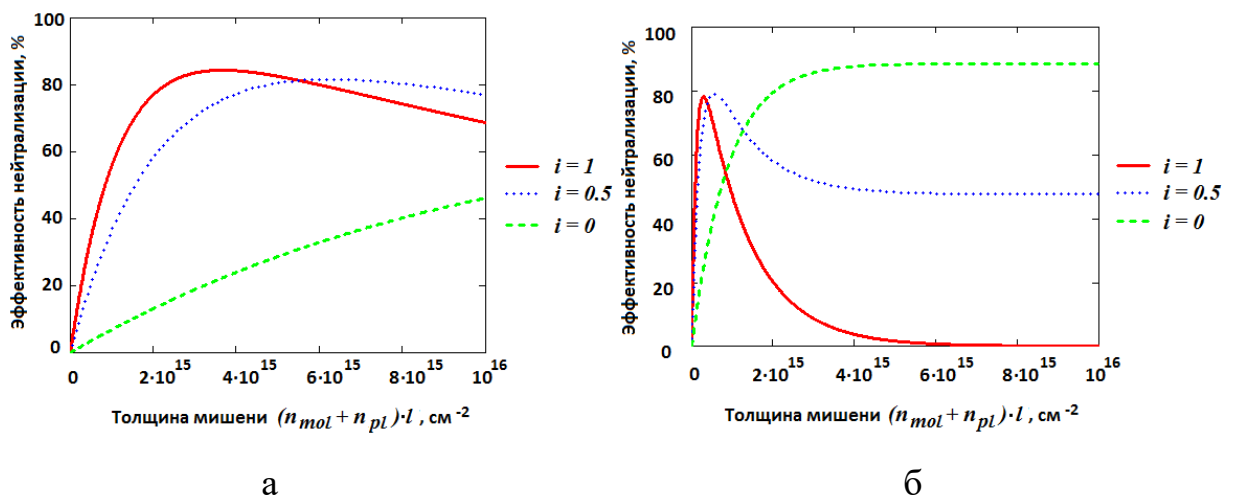 Эффективность нейтрализации, %
100
80
60
40
20
0
0
2·10^15
4·10^15
6·10^15
8·10^15
10^16
Толщина мишени (n_mol + n_pl)·l , см^-2
i = 1
i = 0.5
i = 0
а
Эффективность нейтрализации, %
100
80
60
40
20
0
0
2·10^15
4·10^15
6·10^15
8·10^15
10^16
Толщина мишени (n_mol + n_pl)·l , см^-2
i = 1
i = 0.5
i = 0
б